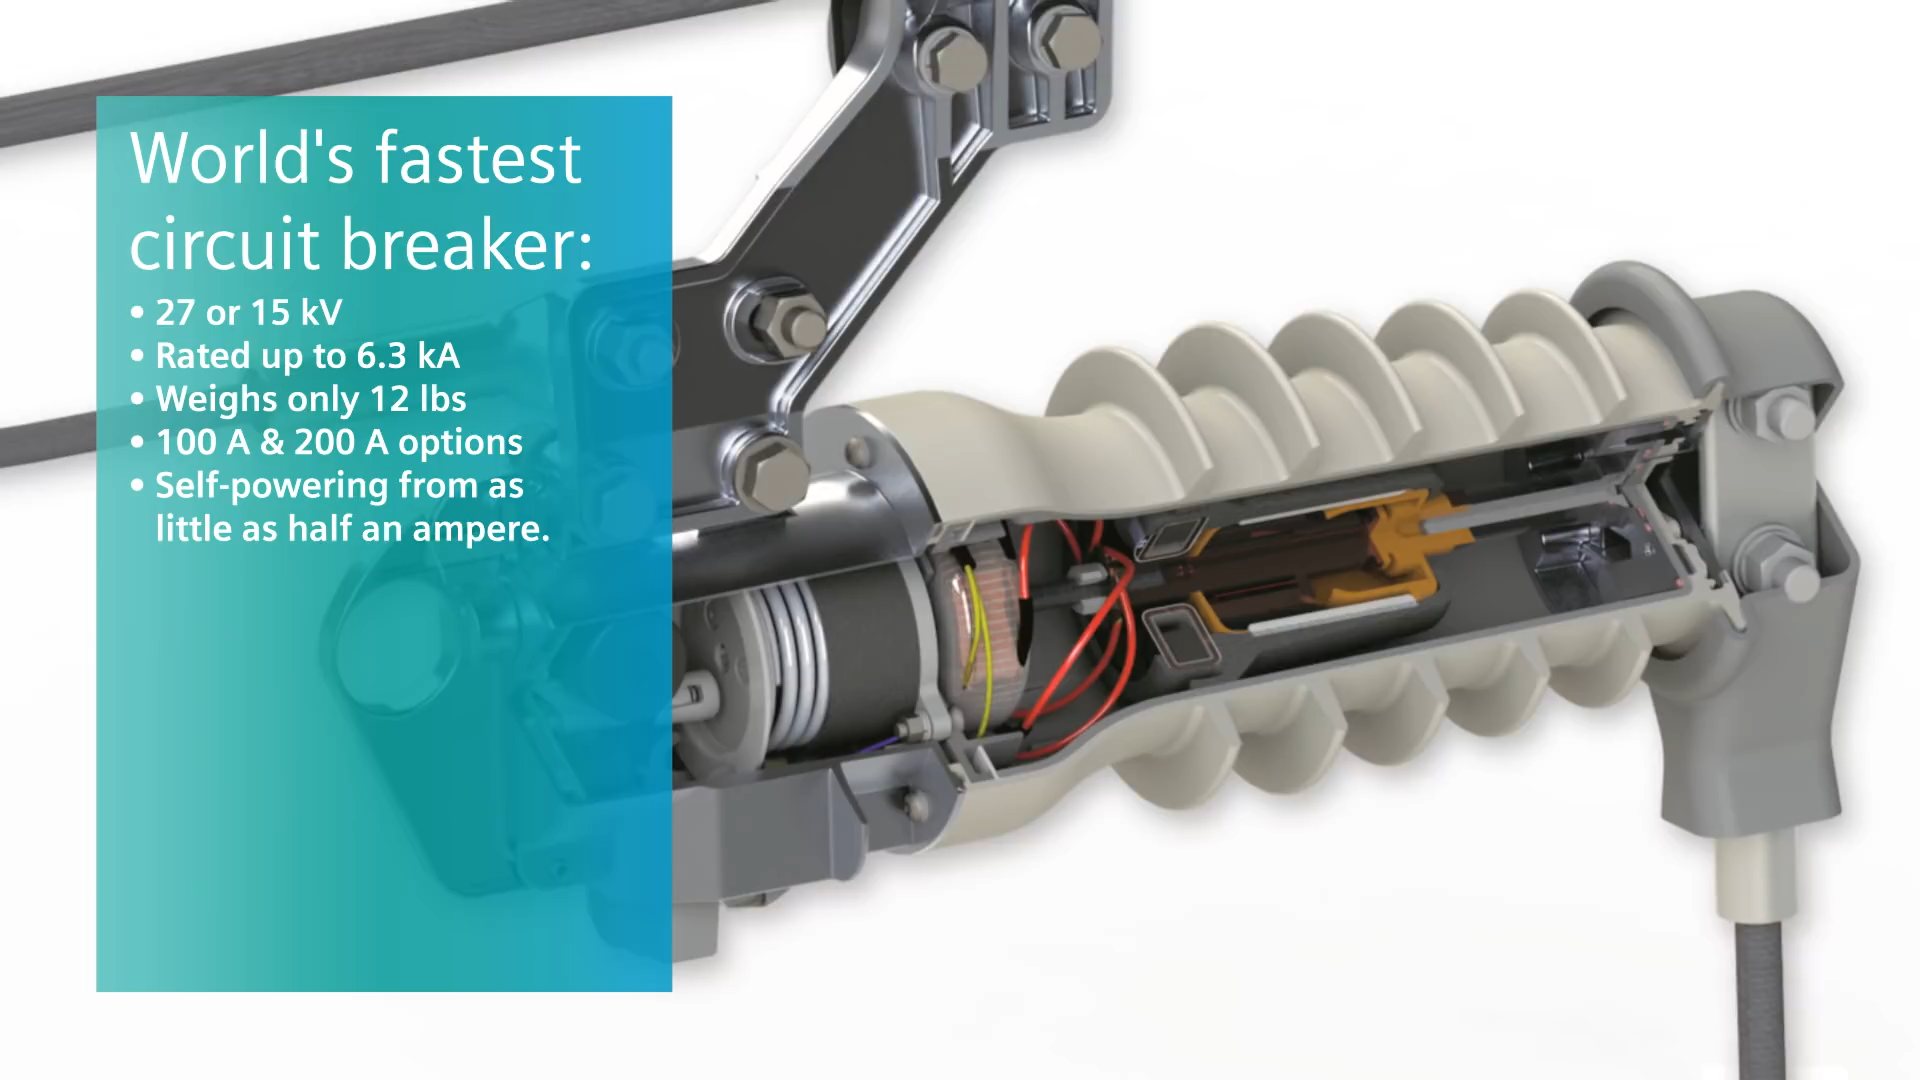 World's fastest
circuit breaker:
• 27 or 15 kV
• Rated up to 6.3 kA
• Weighs only 12 lbs
• 100 A & 200 A options
• Self-powering from as
little as half an ampere.